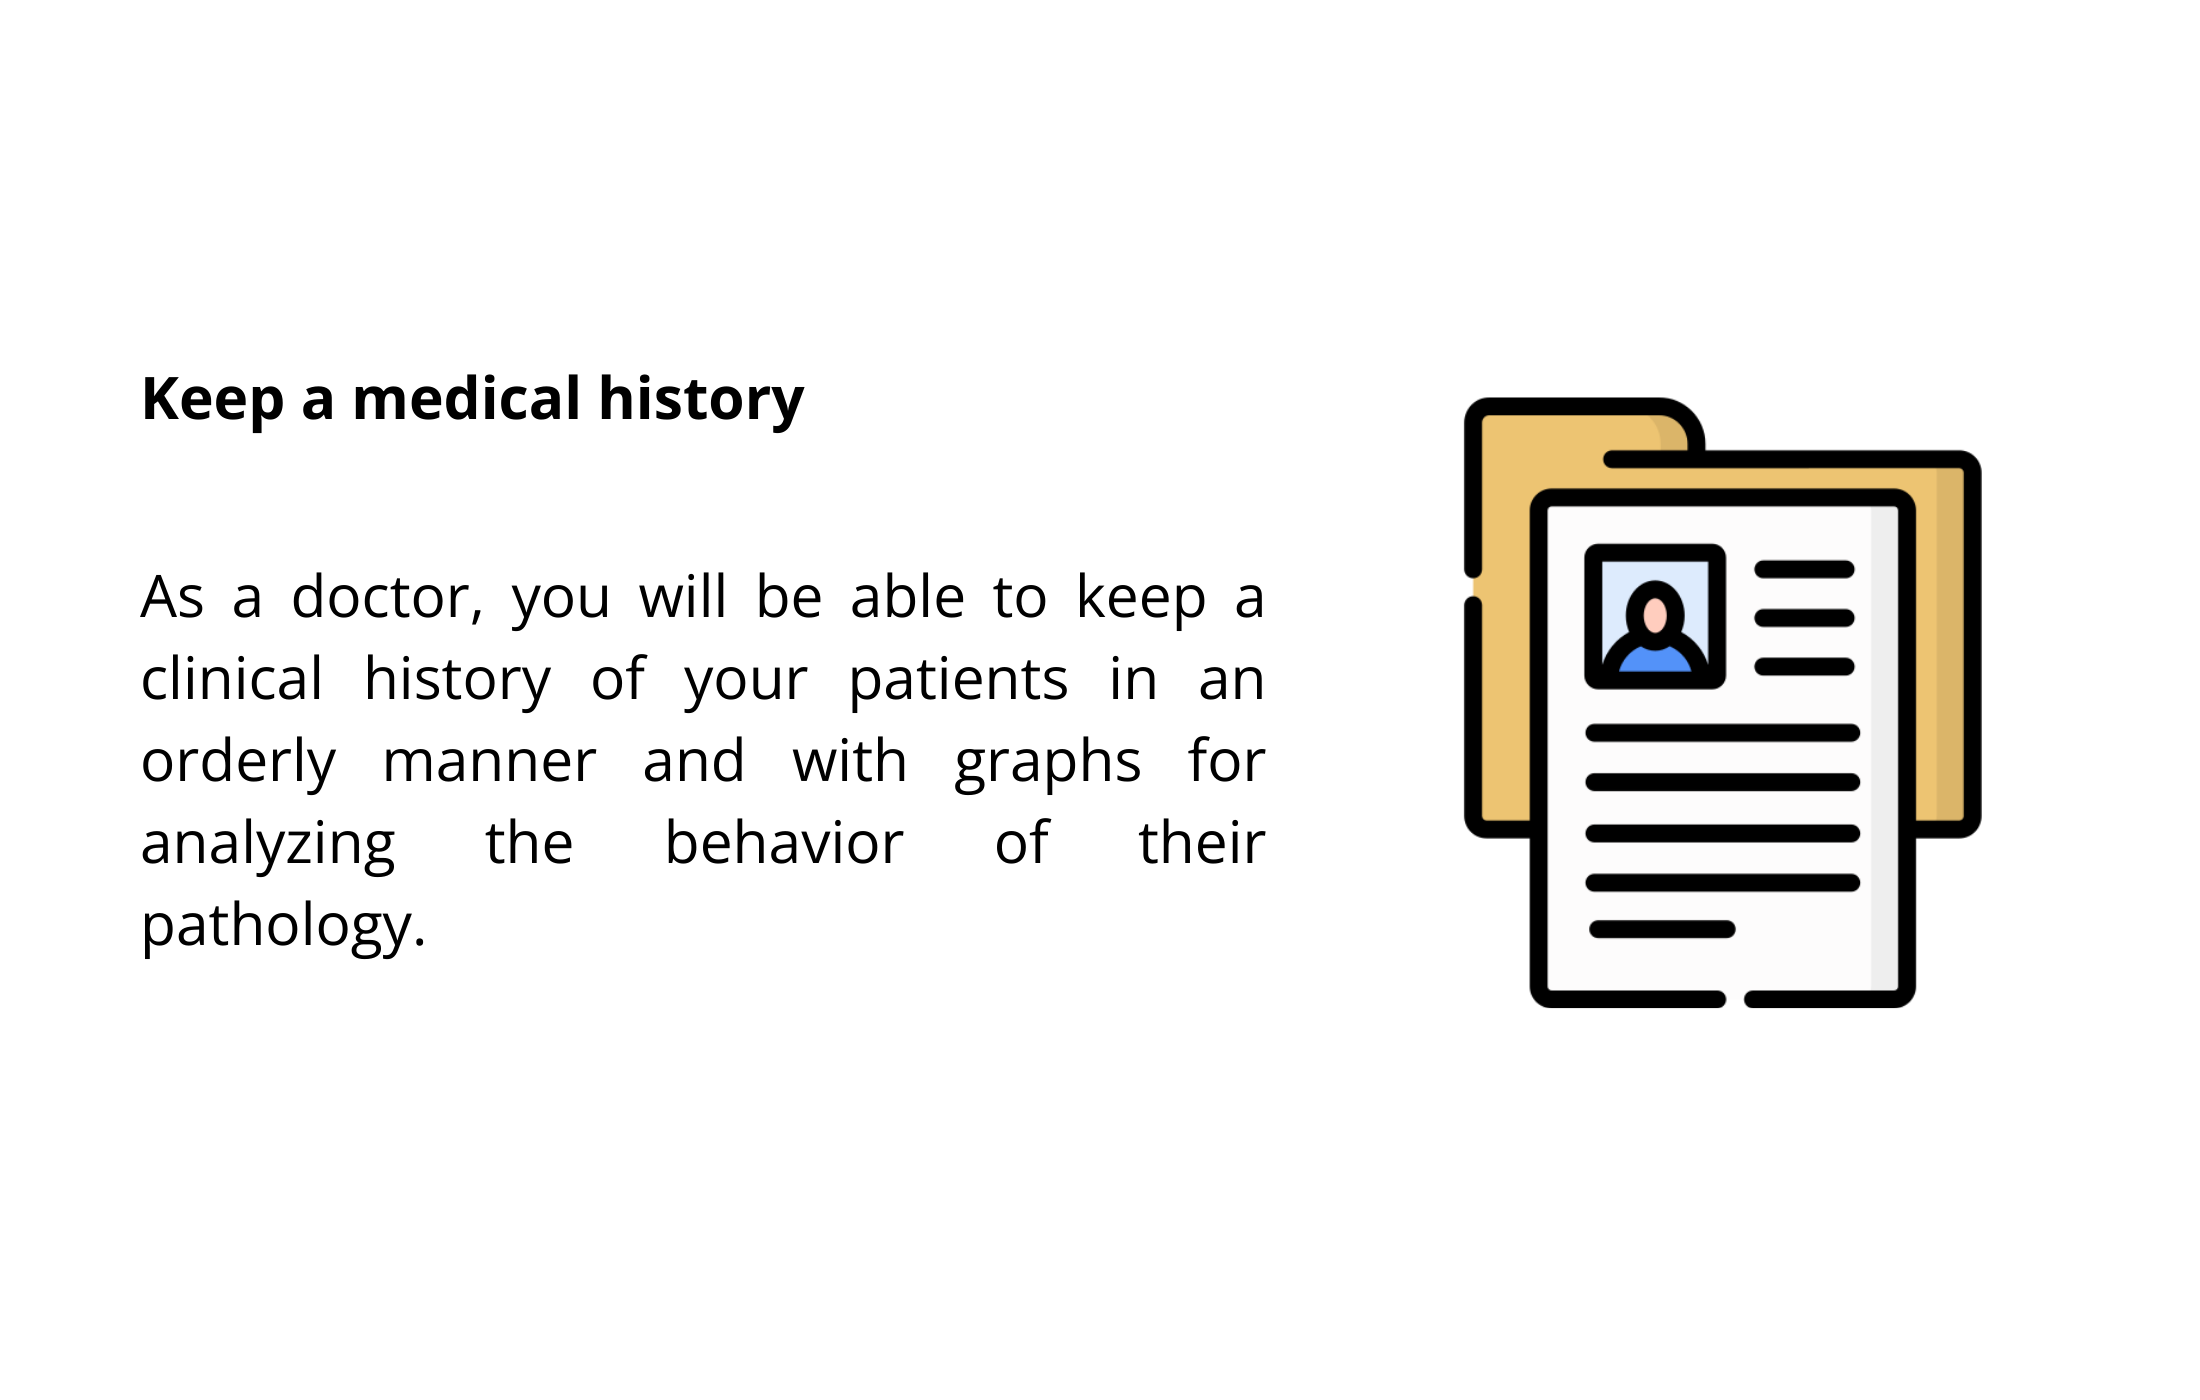 Keep a medical history
As a doctor, you will be able to keep a
clinical history of your patients in an
orderly manner and with graphs for
analyzing the behavior of their
pathology.